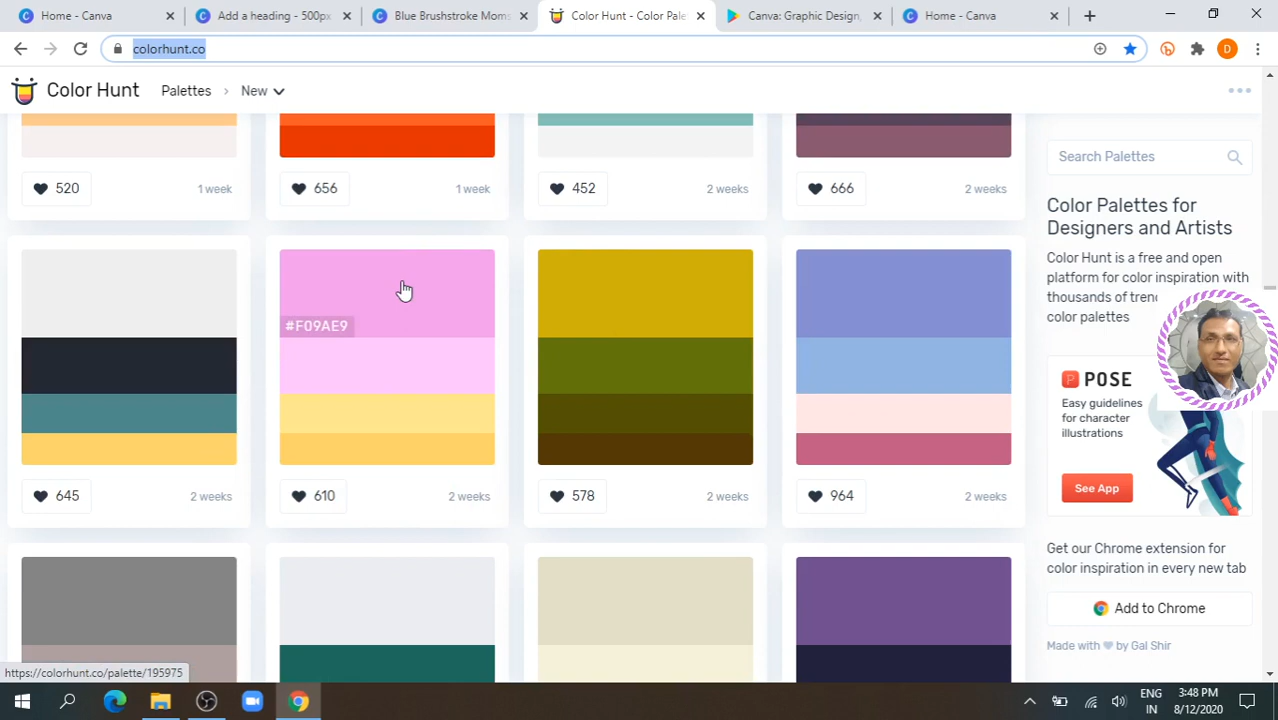 Home - Canva
Add a heading - 500px
Blue Brushstroke Moms
Color Hunt - Color Pale
Canva: Graphic Design,
Home - Canva
colorhunt.co
D
Color Hunt
Palettes › New
520
1 week
656
1 week
452
2 weeks
666
2 weeks
Search Palettes
Color Palettes for
Designers and Artists
Color Hunt is a free and open
platform for color inspiration with
thousands of tren
color palettes
#F09AE9
645
2 weeks
610
2 weeks
578
2 weeks
964
2 weeks
P POSE
Easy guidelines
for character
illustrations
See App
Get our Chrome extension for
color inspiration in every new tab
Add to Chrome
Made with ♥ by Gal Shir
https://colorhunt.co/palette/195975
ENG
IN
3:48 PM
8/12/2020